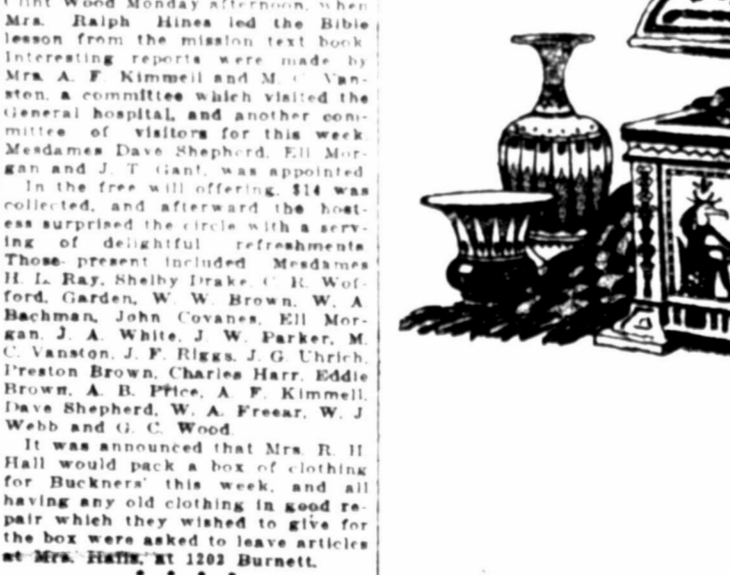 Clint Wood Monday afternoon, when
Mrs. Ralph Hines led the Bible
lesson from the mission text book.
Interesting reports were made by
Mrs A. F. Kimmell and M. C. Van-
ston, a committee which visited the
General hospital, and another com-
mittee of visitors for this week.
Mesdames Dave Shepherd, Ell Mor-
gan and J. T. Gant, was appointed
In the free will offering, $14 was
collected, and afterward the host-
ess surprised the circle with a serv-
ing of delightful refreshments
Those present included Mesdames
H. L. Ray, Shelby Drake, C. R. Wof-
ford, Garden, W. W. Brown, W. A.
Bachman, John Covanes, Ell Mor-
gan, J. A. White, J. W. Parker, M.
C. Vanston, J. F. Riggs, J. G. Uhrich,
Preston Brown, Charles Harr, Eddie
Brown, A. B. Price, A. F. Kimmell,
Dave Shepherd, W. A. Freear, W. J.
Webb and G. C. Wood.
It was announced that Mrs. R. H.
Hall would pack a box of clothing
for Buckners' this week, and all
having any old clothing in good re-
pair which they wished to give for
the box were asked to leave articles
at Mrs. Halls, at 1202 Burnett.